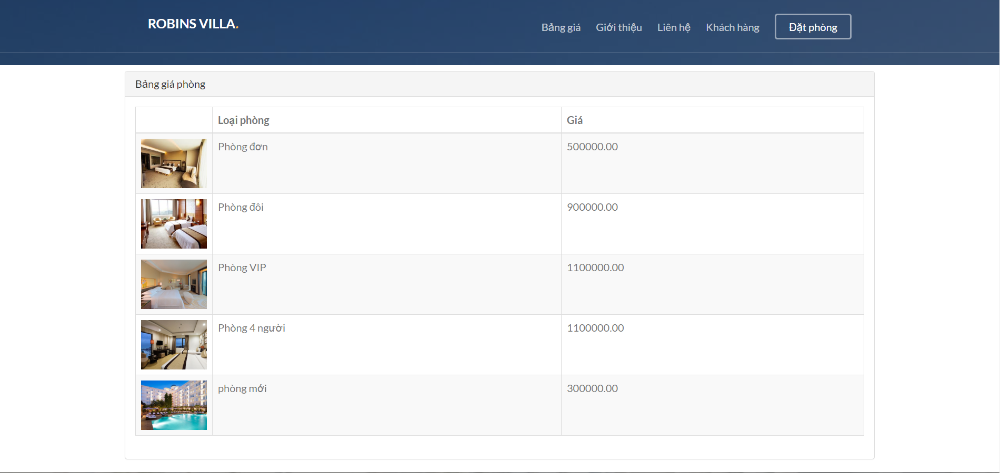 ROBINS VILLA.
Bảng giá Giới thiệu Liên hệ Khách hàng Đặt phòng
Bảng giá phòng
Loại phòng Giá
Phòng đơn 500000.00
Phòng đôi 900000.00
Phòng VIP 1100000.00
Phòng 4 người 1100000.00
phòng mới 300000.00